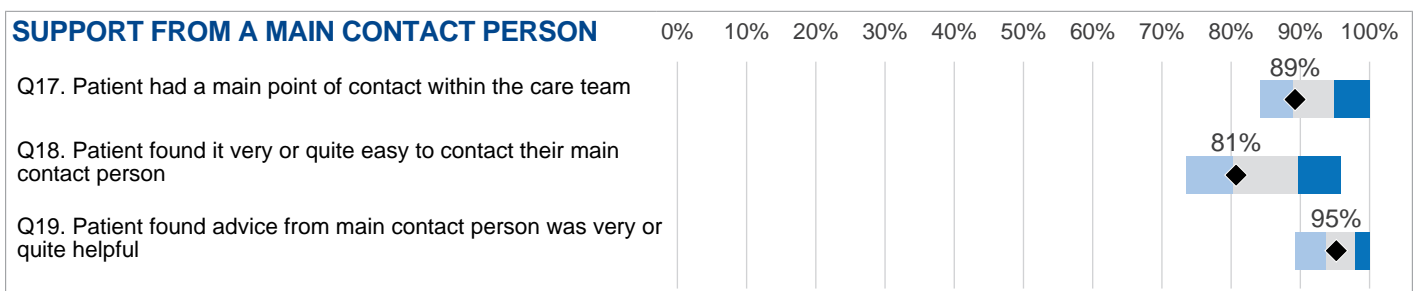 SUPPORT FROM A MAIN CONTACT PERSON 0% 10% 20% 30% 40% 50% 60% 70% 80% 90% 100%
89%
Q17. Patient had a main point of contact within the care team
81%
Q18. Patient found it very or quite easy to contact their main
contact person
95%
Q19. Patient found advice from main contact person was very or
quite helpful